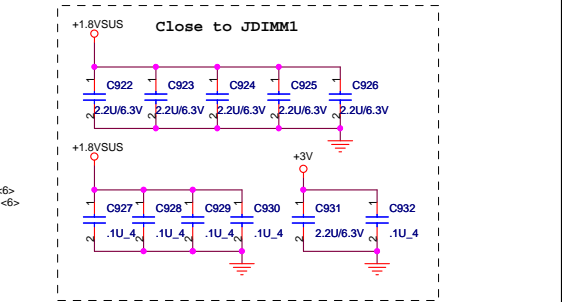 +1.8VSUS
Close to JDIMM1
1 C922 1 C923 1 C924 1 C925 1 C926
2 2.2U/6.3V 2 2.2U/6.3V 2 2.2U/6.3V 2 2.2U/6.3V 2 2.2U/6.3V
+1.8VSUS
+3V
<6>
<6>
1 C927 1 C928 1 C929 1 C930 1 C931 1 C932
2 .1U_4 2 .1U_4 2 .1U_4 2 .1U_4 2 2.2U/6.3V 2 .1U_4